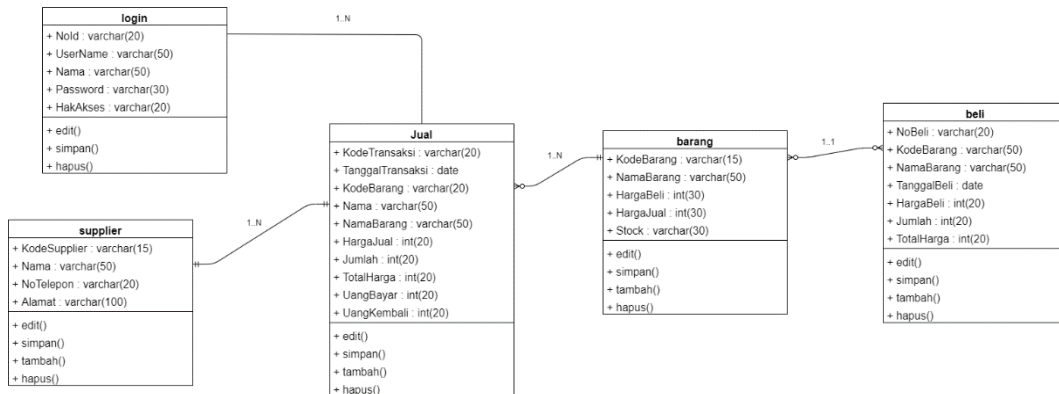 login
+ NoId : varchar(20)
+ UserName : varchar(50)
+ Nama : varchar(50)
+ Password : varchar(30)
+ HakAkses : varchar(20)
+ edit()
+ simpan()
+ hapus()
1..N
supplier
+ KodeSupplier : varchar(15)
+ Nama : varchar(50)
+ NoTelepon : varchar(20)
+ Alamat : varchar(100)
+ edit()
+ simpan()
+ tambah()
+ hapus()
1..N
Jual
+ KodeTransaksi : varchar(20)
+ TanggalTransaksi : date
+ KodeBarang : varchar(20)
+ Nama : varchar(50)
+ NamaBarang : varchar(50)
+ HargaJual : int(20)
+ Jumlah : int(20)
+ TotalHarga : int(20)
+ UangBayar : int(20)
+ UangKembali : int(20)
+ edit()
+ simpan()
+ tambah()
+ hapus()
1..N
barang
+ KodeBarang : varchar(15)
+ NamaBarang : varchar(50)
+ HargaBeli : int(30)
+ HargaJual : int(30)
+ Stock : varchar(30)
+ edit()
+ simpan()
+ tambah()
+ hapus()
1..1
beli
+ NoBeli : varchar(20)
+ KodeBarang : varchar(50)
+ NamaBarang : varchar(50)
+ TanggalBeli : date
+ HargaBeli : int(20)
+ Jumlah : int(20)
+ TotalHarga : int(20)
+ edit()
+ simpan()
+ tambah()
+ hapus()